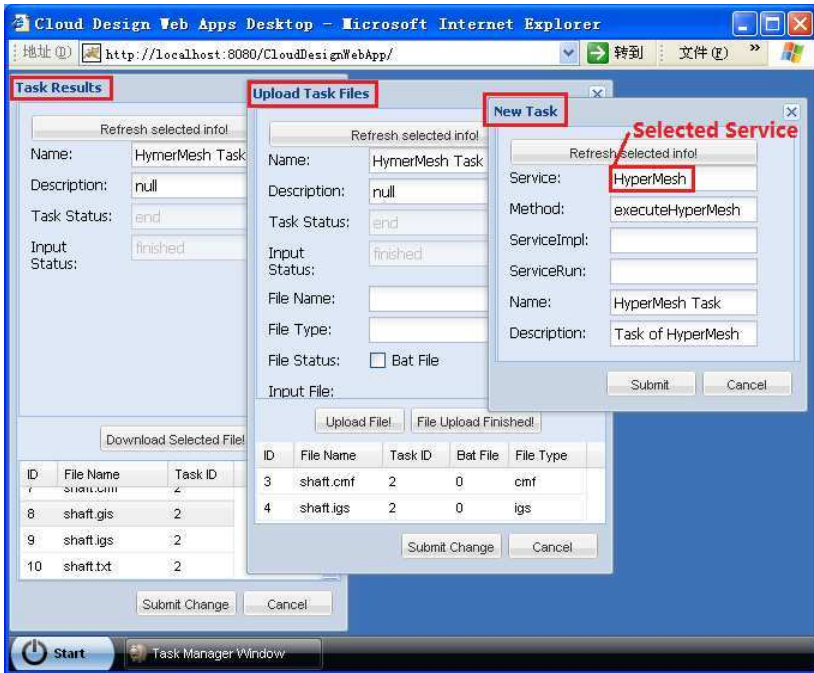 Cloud Design Web Apps Desktop - Microsoft Internet Explorer
地址(D) http://localhost:8080/CloudDesignWebApp/ 转到 文件(F) »
Task Results
Refresh selected info!
Name: HymerMesh Task
Description: null
Task Status: end
Input Status: finished
Download Selected File!
ID File Name Task ID
7 shaft.cmf 2
8 shaft.gis 2
9 shaft.igs 2
10 shaft.txt 2
Submit Change Cancel
Upload Task Files
Refresh selected info!
Name: HymerMesh Task
Description: null
Task Status: end
Input Status: finished
File Name:
File Type:
File Status: Bat File
Input File:
Upload File! File Upload Finished!
ID File Name Task ID Bat File File Type
3 shaft.cmf 2 0 cmf
4 shaft.igs 2 0 igs
Submit Change Cancel
New Task
Selected Service
Refresh selected info!
Service: HyperMesh
Method: executeHyperMesh
ServiceImpl:
ServiceRun:
Name: HyperMesh Task
Description: Task of HyperMesh
Submit Cancel
Start Task Manager Window